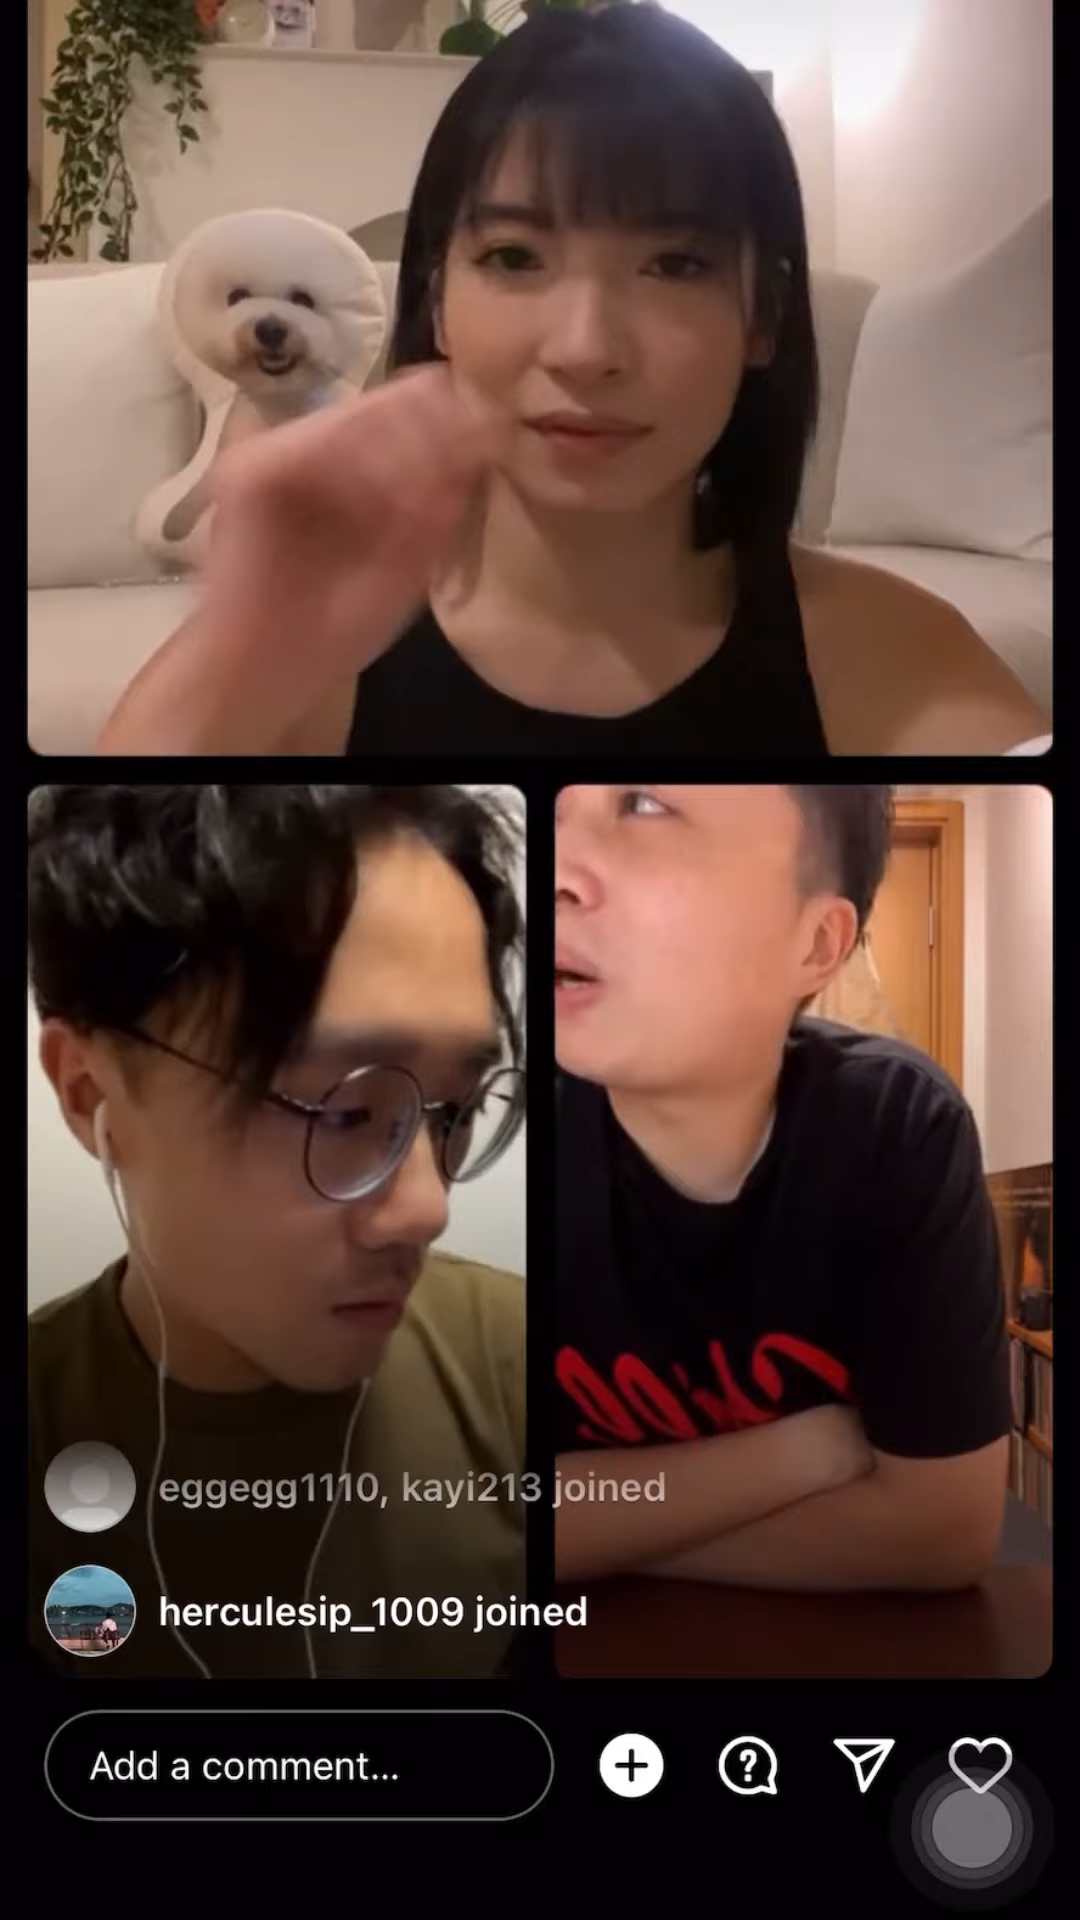 eggegg1110, kayi213 joined
herculesip_1009 joined
Add a comment...